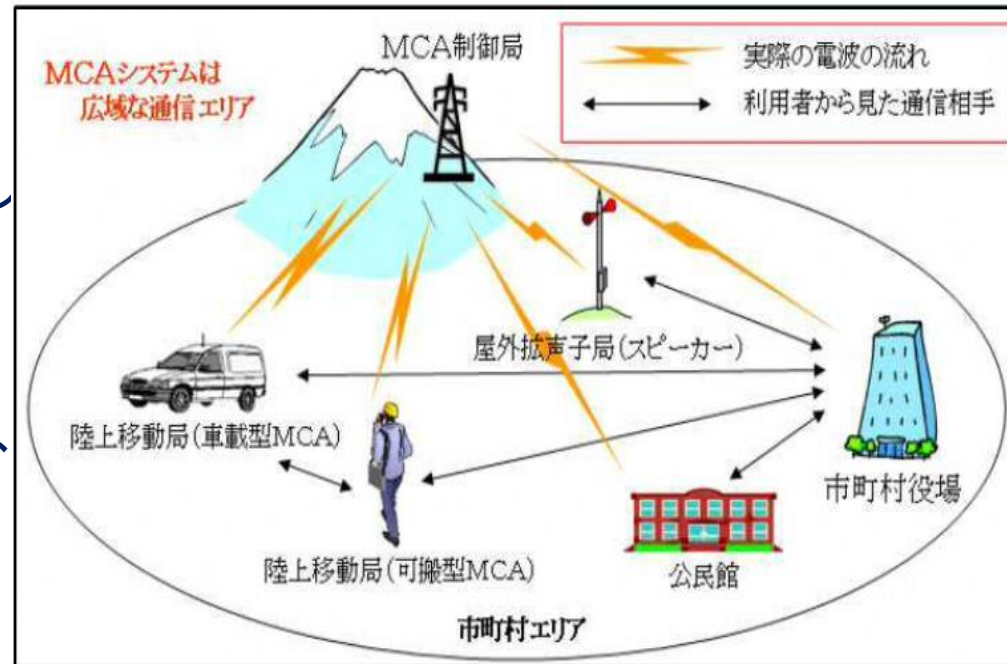 MCA制御局
MCAシステムは
広域な通信エリア
実際の電波の流れ
利用者から見た通信相手
屋外拡声子局(スピーカー)
陸上移動局(車載型MCA)
市町村役場
陸上移動局(可搬型MCA)
公民館
市町村エリア